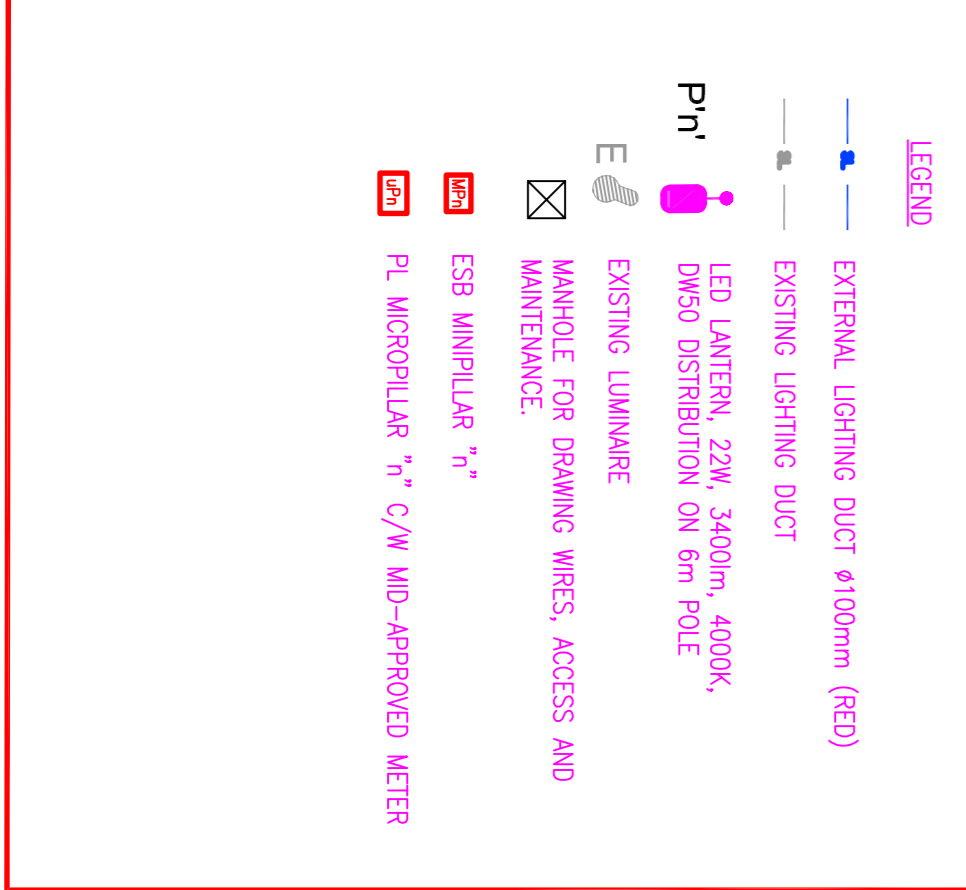 LEGEND
EXTERNAL LIGHTING DUCT ø100mm (RED)
EXISTING LIGHTING DUCT
P'n'
LED LANTERN, 22W, 3400lm, 4000K,
DW50 DISTRIBUTION ON 6m POLE
E
EXISTING LUMINAIRE
MANHOLE FOR DRAWING WIRES, ACCESS AND
MAINTENANCE.
MPn
ESB MINIPILLAR "n"
uPn
PL MICROPILLAR "n" C/W MID-APPROVED METER